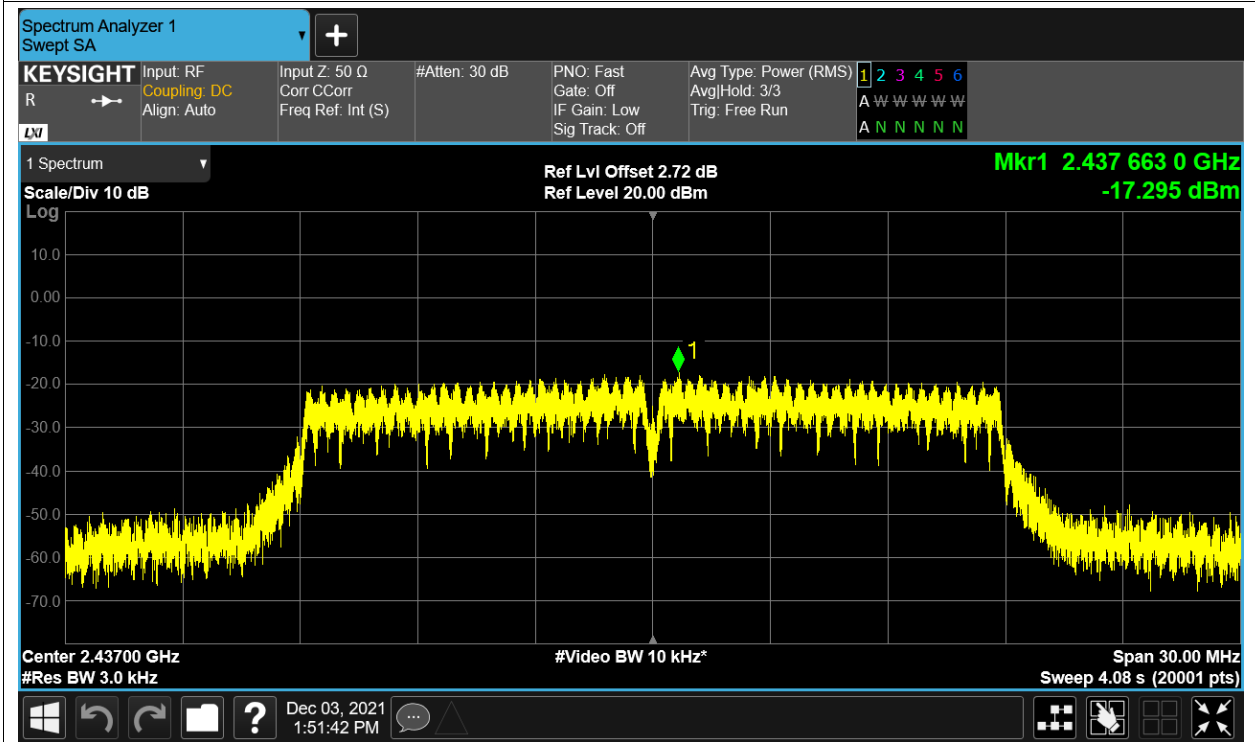 Spectrum Analyzer 1
Swept SA
▼
+
KEYSIGHT
R
LXI
Input: RF
Coupling: DC
Align: Auto
Input Z: 50 Ω
Corr CCorr
Freq Ref: Int (S)
#Atten: 30 dB
PNO: Fast
Gate: Off
IF Gain: Low
Sig Track: Off
Avg Type: Power (RMS)
Avg|Hold: 3/3
Trig: Free Run
1 2 3 4 5 6
A W W W W W
A N N N N N
1 Spectrum ▼
Scale/Div 10 dB
Ref Lvl Offset 2.72 dB
Ref Level 20.00 dBm
Mkr1 2.437 663 0 GHz
-17.295 dBm
Log
10.0
0.00
-10.0
1
-20.0
-30.0
-40.0
-50.0
-60.0
-70.0
Center 2.43700 GHz
#Res BW 3.0 kHz
#Video BW 10 kHz*
Span 30.00 MHz
Sweep 4.08 s (20001 pts)
?
Dec 03, 2021
1:51:42 PM